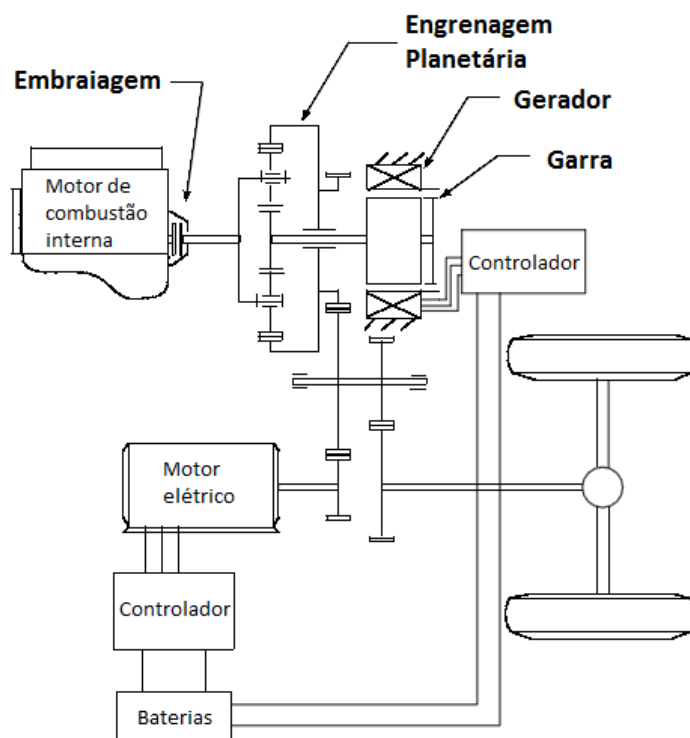 Engrenagem
Planetária
Embraiagem
Gerador
Garra
Motor de
combustão
interna
Controlador
Motor
elétrico
Controlador
Baterias